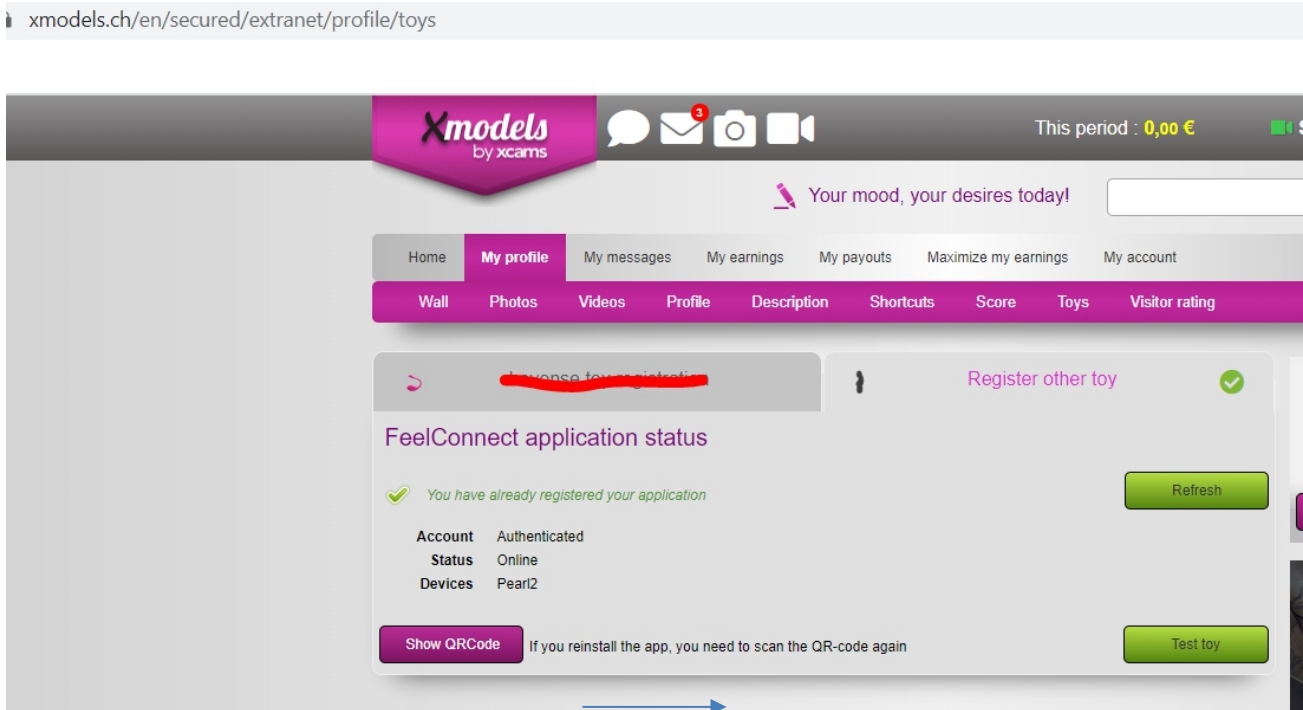 xmodels.ch/en/secured/extranet/profile/toys
Xmodels
by xcams
3
This period : 0,00 €
Your mood, your desires today!
Home My profile My messages My earnings My payouts Maximize my earnings My account
Wall Photos Videos Profile Description Shortcuts Score Toys Visitor rating
Register other toy
FeelConnect application status
You have already registered your application
Refresh
Account Authenticated
Status Online
Devices Pearl2
Show QRCode If you reinstall the app, you need to scan the QR-code again
Test toy